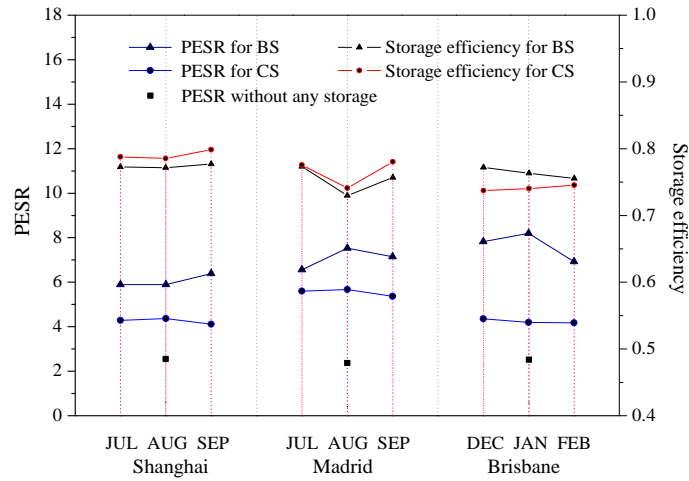 18
16
14
12
10
8
6
4
2
0
PESR
PESR for BS
PESR for CS
PESR without any storage
Storage efficiency for BS
Storage efficiency for CS
1.0
0.9
0.8
0.7
0.6
0.5
0.4
Storage efficiency
JUL AUG SEP JUL AUG SEP DEC JAN FEB
Shanghai Madrid Brisbane